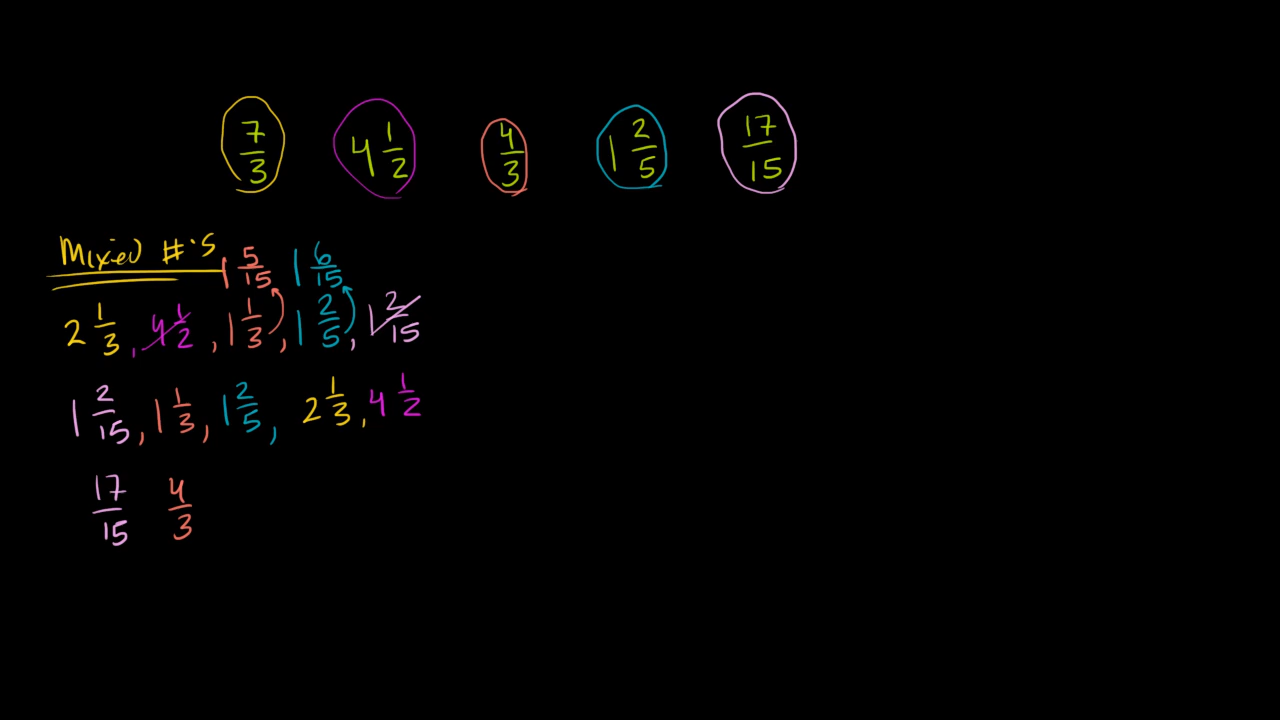 7/3 4 1/2 4/3 1 2/5 17/15
Mixed #'s 1 5/15 1 6/15
2 1/3, 4 1/2, 1 1/3, 1 2/5, 1 2/15
1 2/15, 1 1/3, 1 2/5, 2 1/3, 4 1/2
17/15 4/3